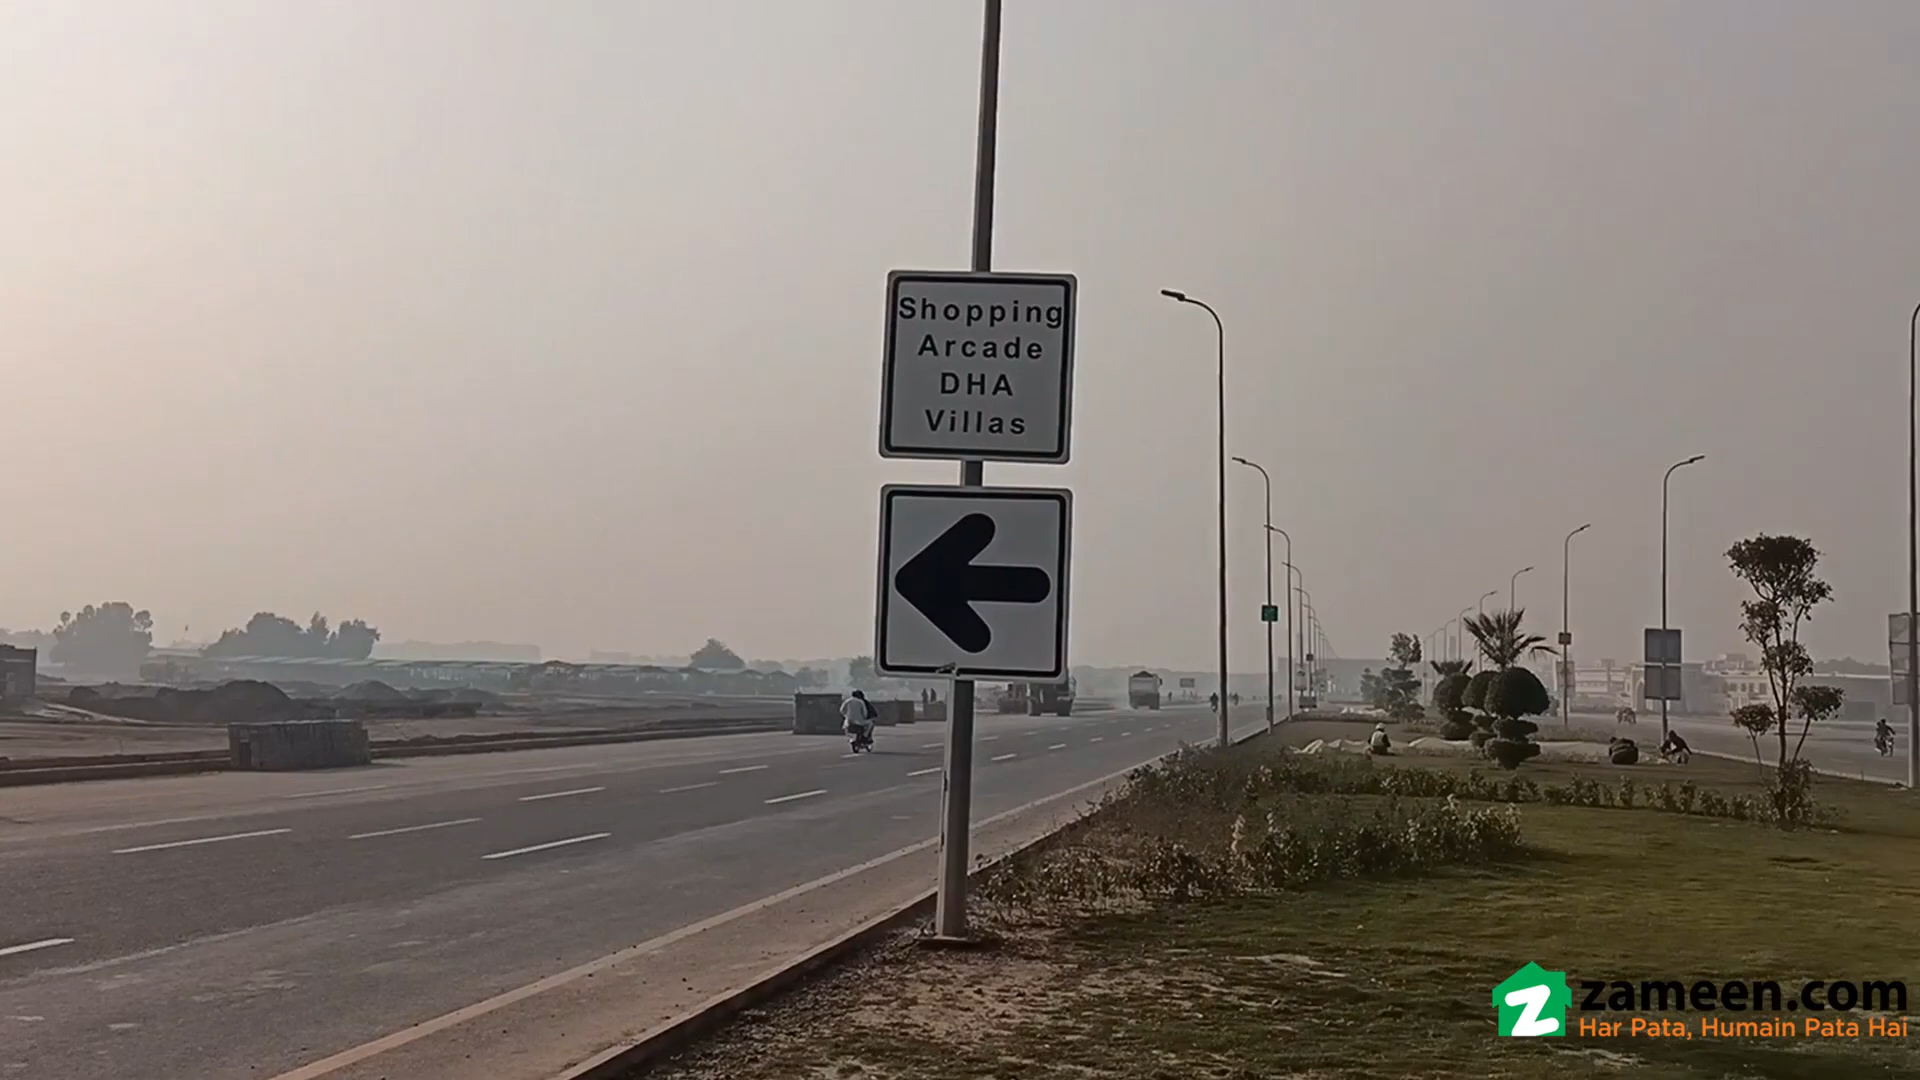 Shopping
Arcade
DHA
Villas
zameen.com
Har Pata, Humain Pata Hai